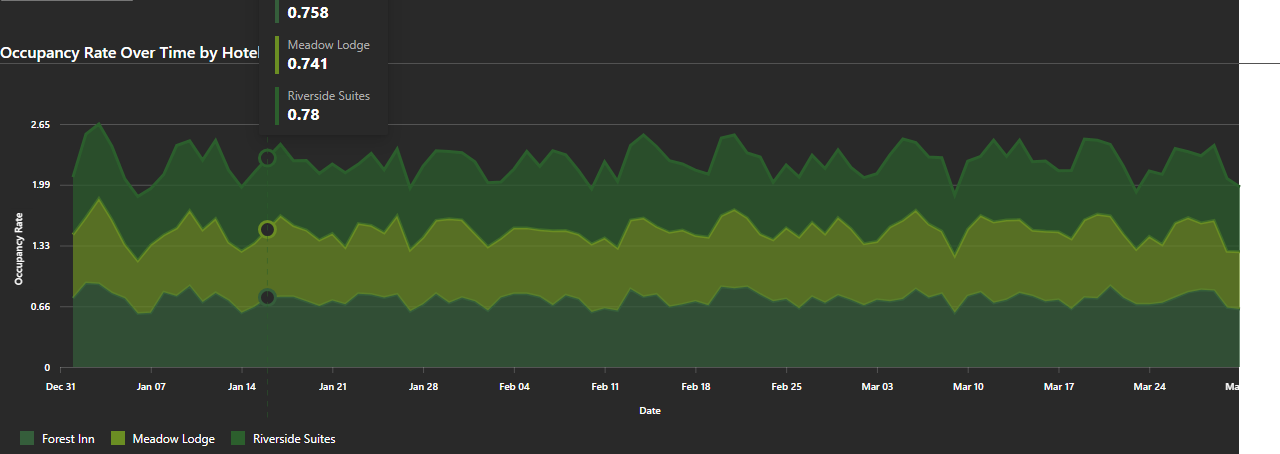 0.758
Meadow Lodge
Occupancy Rate Over Time by Hotel
0.741
Riverside Suites
0.78
2.65
1.99
1.33
0.66
0
Occupancy Rate
Dec 31 Jan 07 Jan 14 Jan 21 Jan 28 Feb 04 Feb 11 Feb 18 Feb 25 Mar 03 Mar 10 Mar 17 Mar 24 Ma
Date
Forest Inn Meadow Lodge Riverside Suites